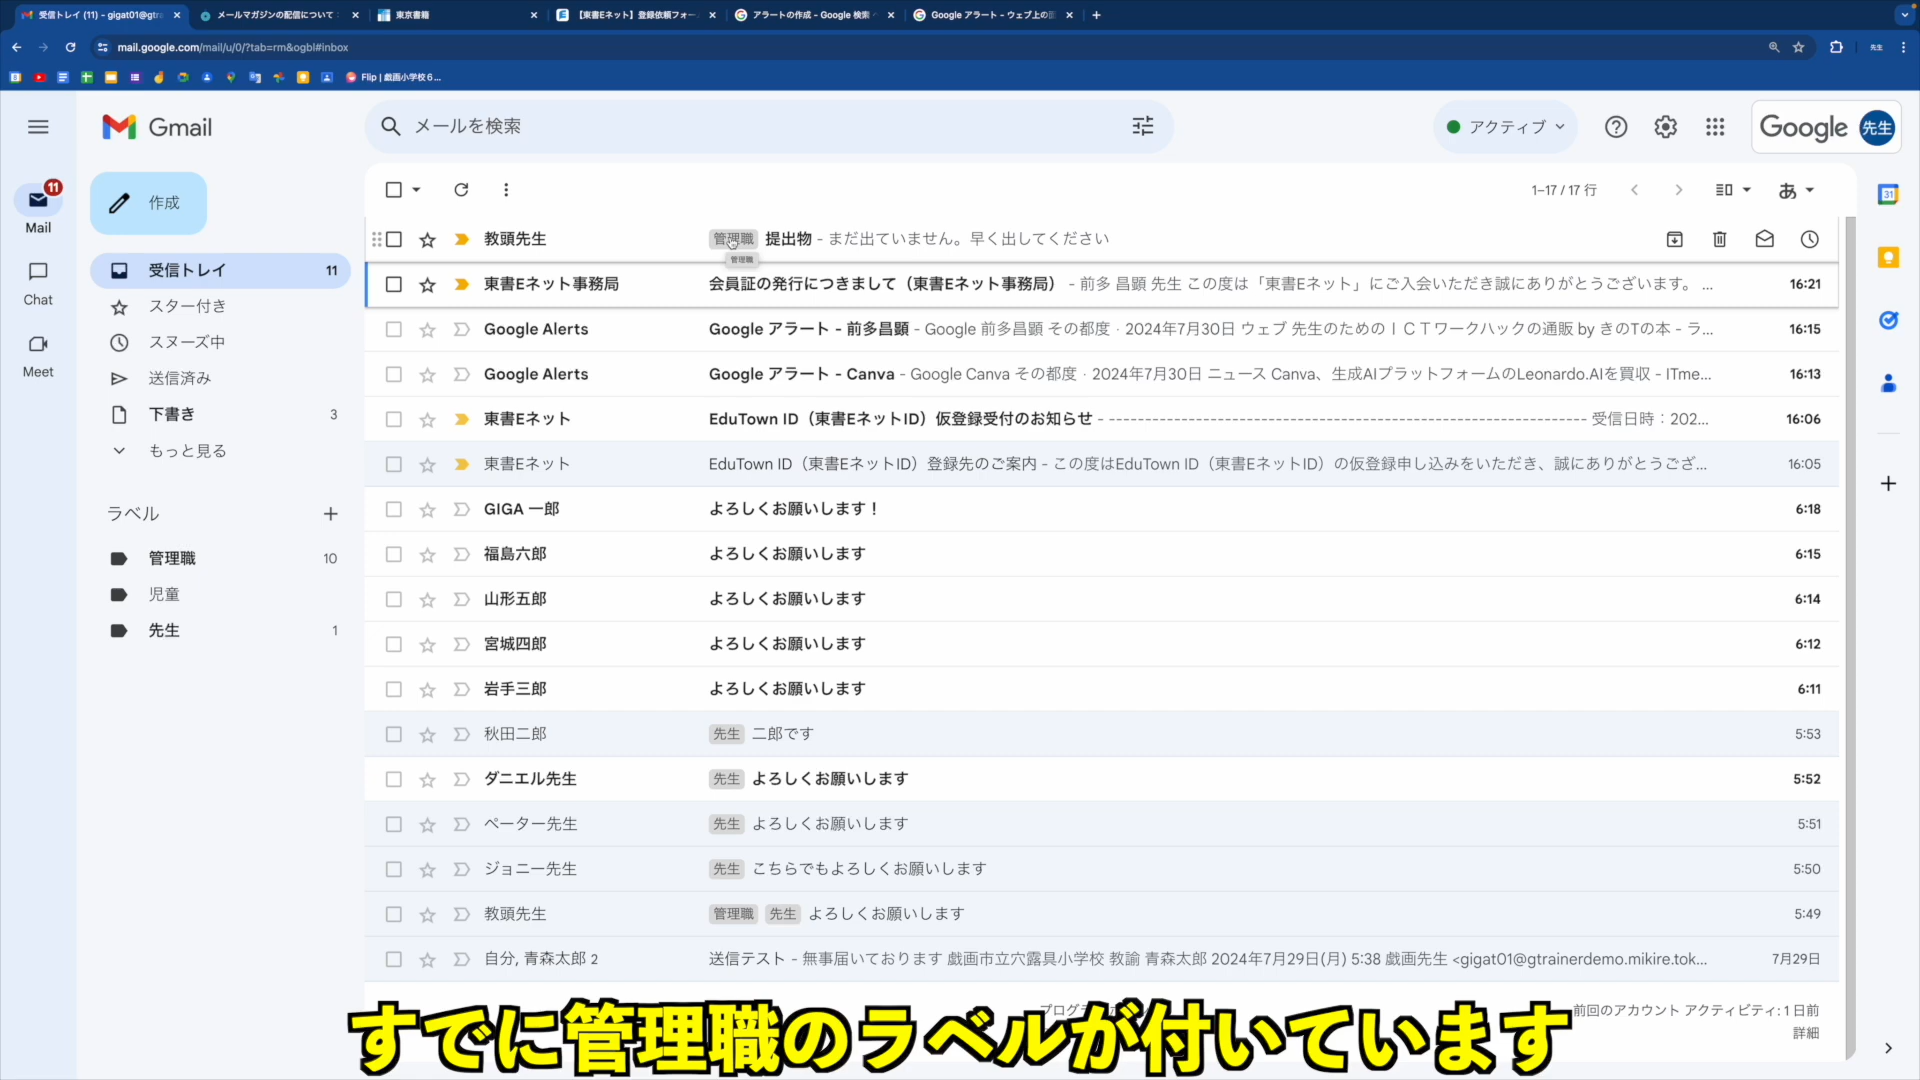 受信トレイ (11) - gigat01@gtra
メールマガジンの配信について
東京書籍
【東書Eネット】登録依頼フォー
アラートの作成 - Google 検索
Google アラート - ウェブ上の面
mail.google.com/mail/u/0/?tab=rm&ogbl#inbox
先生
Flip | 戯画小学校６...
Gmail
メールを検索
アクティブ
Google
先生
11
Mail
Chat
Meet
作成
受信トレイ 11
スター付き
スヌーズ中
送信済み
下書き 3
もっと見る
ラベル
管理職 10
児童
先生 1
1–17 / 17 行
あ
教頭先生 管理職 提出物 - まだ出ていません。早く出してください
管理職
東書Eネット事務局 会員証の発行につきまして（東書Eネット事務局） - 前多 昌顕 先生 この度は「東書Eネット」にご入会いただき誠にありがとうございます。 ... 16:21
Google Alerts Google アラート - 前多昌顕 - Google 前多昌顕 その都度 · 2024年7月30日 ウェブ 先生のためのＩＣＴワークハックの通販 by きのTの本 - ラ... 16:15
Google Alerts Google アラート - Canva - Google Canva その都度 · 2024年7月30日 ニュース Canva、生成AIプラットフォームのLeonardo.AIを買収 - ITme... 16:13
東書Eネット EduTown ID（東書EネットID）仮登録受付のお知らせ - -------------------------------------------------------------------------------- 受信日時：202... 16:06
東書Eネット EduTown ID（東書EネットID）登録先のご案内 - この度はEduTown ID（東書EネットID）の仮登録申し込みをいただき、誠にありがとうござ... 16:05
GIGA 一郎 よろしくお願いします！ 6:18
福島六郎 よろしくお願いします 6:15
山形五郎 よろしくお願いします 6:14
宮城四郎 よろしくお願いします 6:12
岩手三郎 よろしくお願いします 6:11
秋田二郎 先生 二郎です 5:53
ダニエル先生 先生 よろしくお願いします 5:52
ペーター先生 先生 よろしくお願いします 5:51
ジョニー先生 先生 こちらでもよろしくお願いします 5:50
教頭先生 管理職 先生 よろしくお願いします 5:49
自分, 青森太郎 2 送信テスト - 無事届いております 戯画市立穴露具小学校 教諭 青森太郎 2024年7月29日(月) 5:38 戯画先生 <gigat01@gtrainerdemo.mikire.tok... 7月29日
前回のアカウント アクティビティ: 1 日前
詳細
すでに管理職のラベルが付いています
31